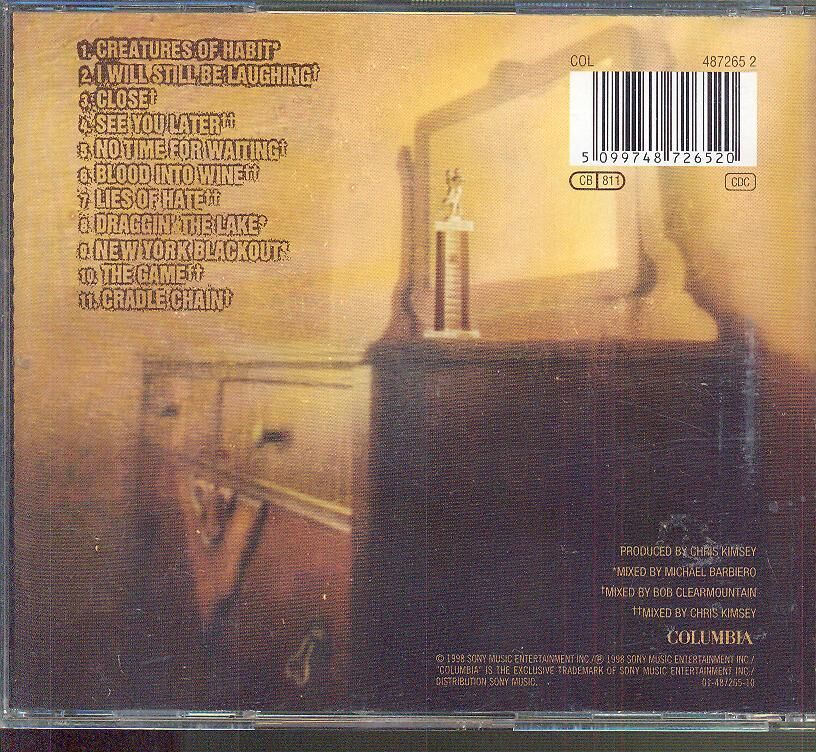 1. CREATURES OF HABIT*
2. I WILL STILL BE LAUGHING†
3. CLOSE†
4. SEE YOU LATER††
5. NO TIME FOR WAITING†
6. BLOOD INTO WINE††
7. LIES OF HATE††
8. DRAGGIN' THE LAKE*
9. NEW YORK BLACKOUT*
10. THE GAME††
11. CRADLE CHAIN†
COL 487265 2
5 099748 726520
CB 811
CDC
PRODUCED BY CHRIS KIMSEY
*MIXED BY MICHAEL BARBIERO
†MIXED BY BOB CLEARMOUNTAIN
††MIXED BY CHRIS KIMSEY
COLUMBIA
© 1998 SONY MUSIC ENTERTAINMENT INC./℗ 1998 SONY MUSIC ENTERTAINMENT INC./
"COLUMBIA" IS THE EXCLUSIVE TRADEMARK OF SONY MUSIC ENTERTAINMENT INC./
DISTRIBUTION SONY MUSIC. 01-487265-10